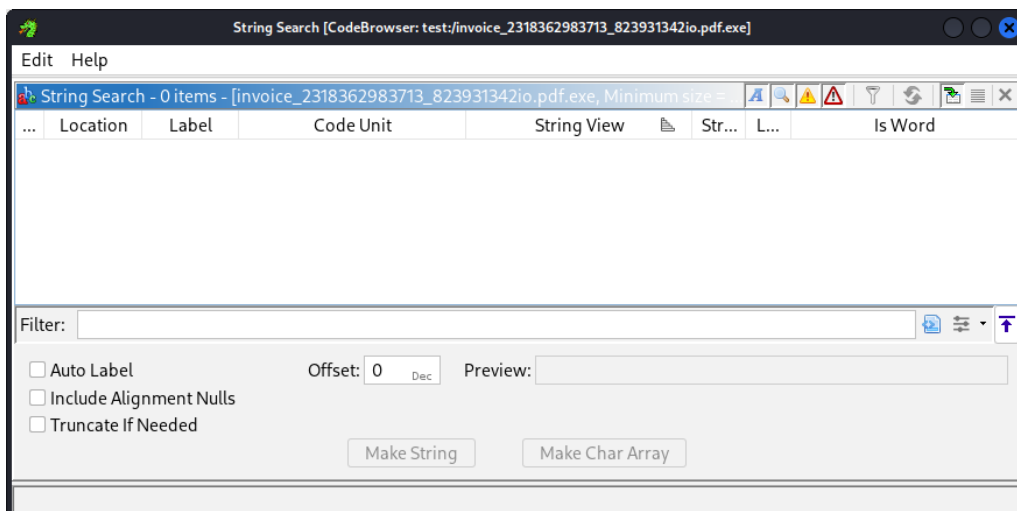 String Search [CodeBrowser: test:/invoice_2318362983713_823931342io.pdf.exe]
Edit Help
String Search - 0 items - [invoice_2318362983713_823931342io.pdf.exe, Minimum size = ...
... Location Label Code Unit String View Str... L... Is Word
Filter:
Auto Label Offset: 0 Dec Preview:
Include Alignment Nulls
Truncate If Needed
Make String Make Char Array